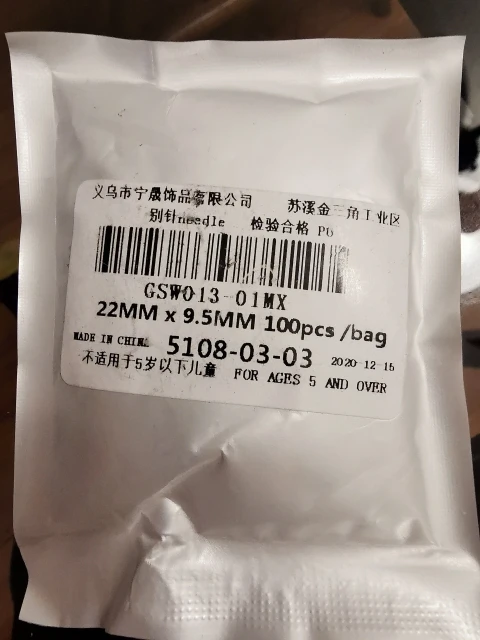 义乌市宁晟饰品有限公司 苏溪金三角工业区
别针needle 检验合格 P6
GSW013-01MX
22MM x 9.5MM 100pcs /bag
MADE IN CHINA 5108-03-03 2020-12-15
不适用于5岁以下儿童 FOR AGES 5 AND OVER